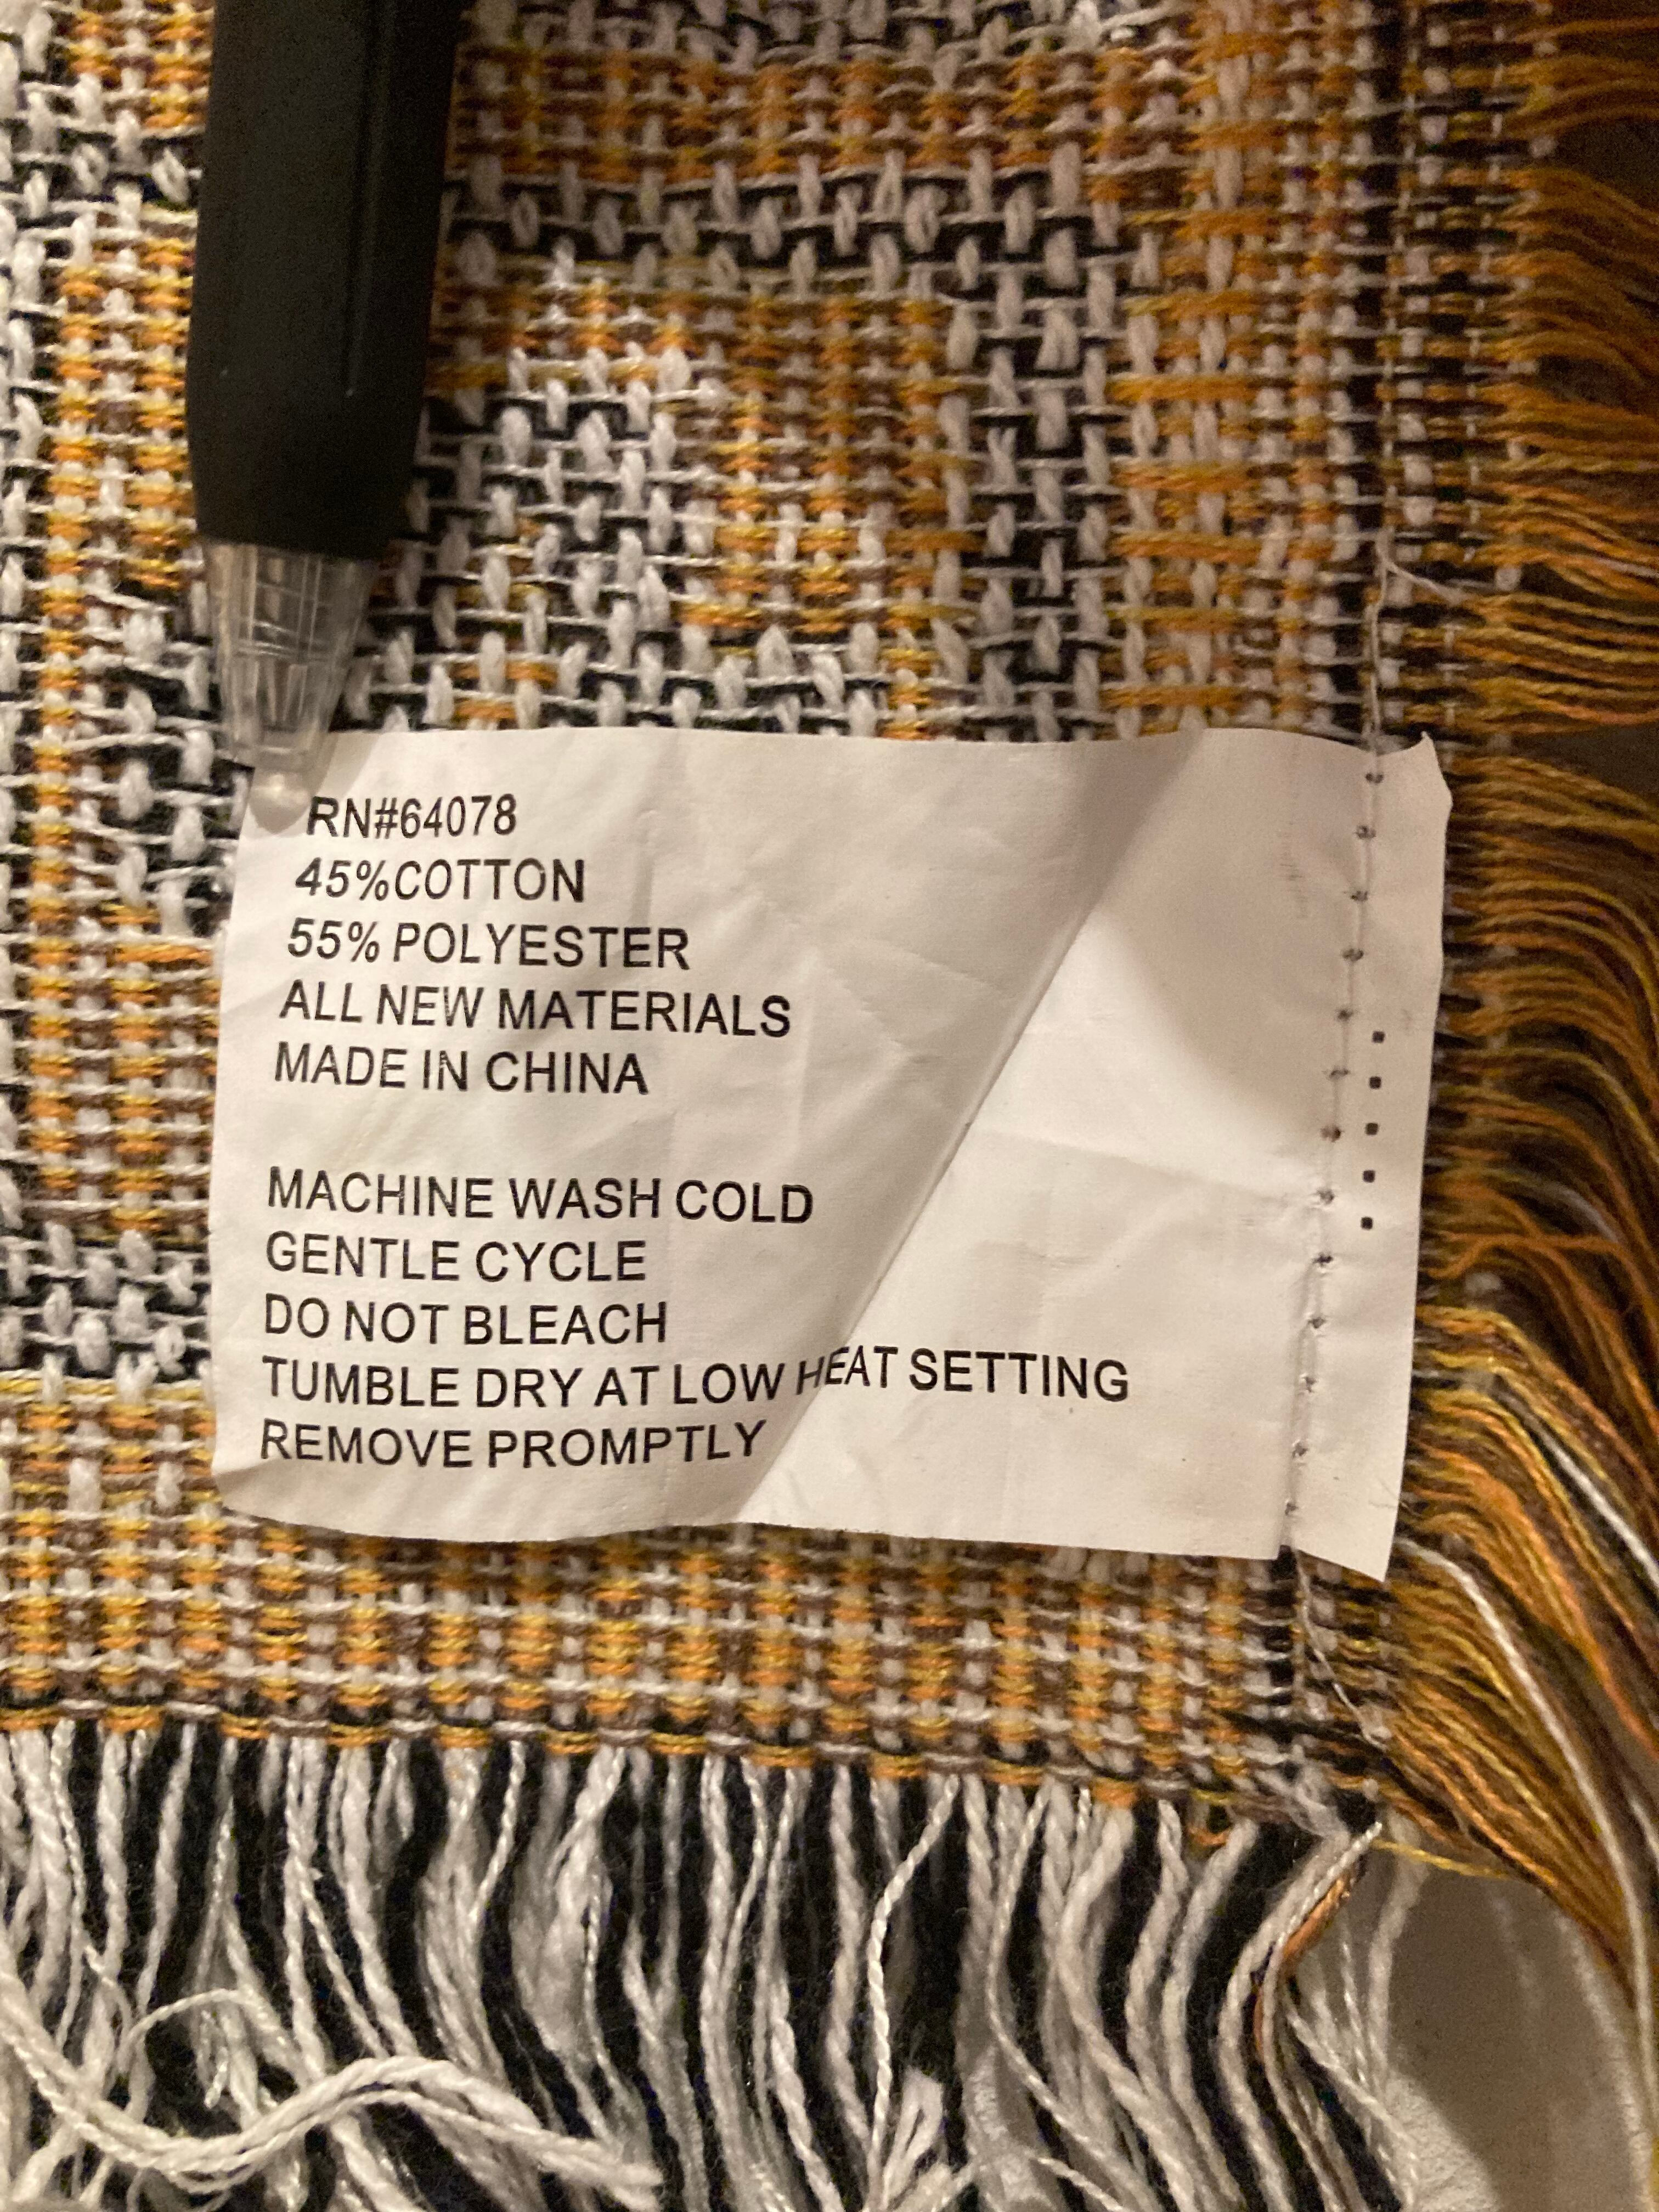 RN#64078
45%COTTON
55% POLYESTER
ALL NEW MATERIALS
MADE IN CHINA
MACHINE WASH COLD
GENTLE CYCLE
DO NOT BLEACH
TUMBLE DRY AT LOW HEAT SETTING
REMOVE PROMPTLY